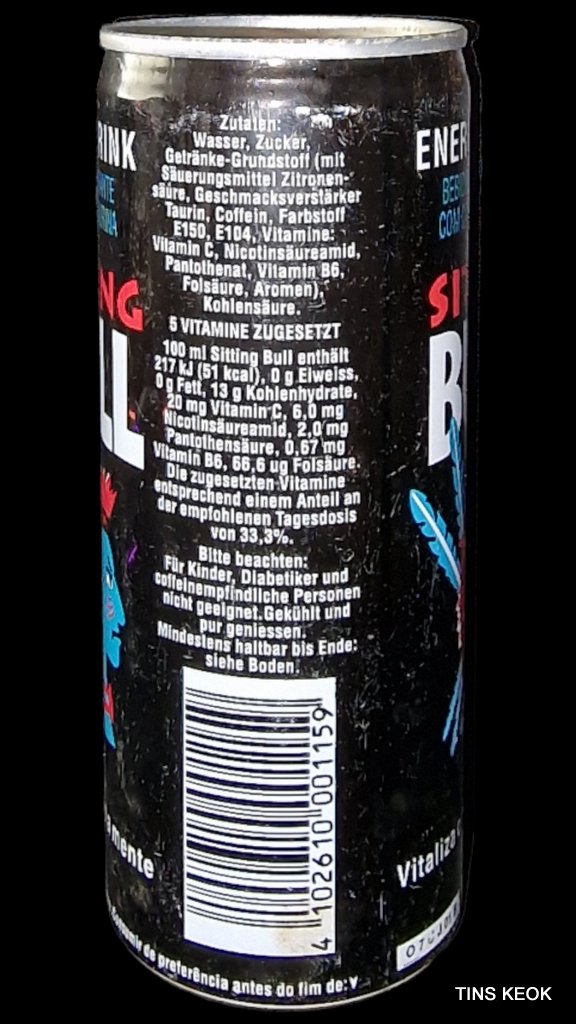 RINK
NG
LL
mente
Zutaten:
Wasser, Zucker,
Getränke-Grundstoff (mit
Säuerungsmittel Zitronen-
säure, Geschmacksverstärker
Taurin, Coffein, Farbstoff
E150, E104, Vitamine:
Vitamin C, Nicotinsäureamid,
Pantothenat, Vitamin B6,
Folsäure, Aromen),
Kohlensäure.
5 VITAMINE ZUGESETZT
100 ml Sitting Bull enthält
217 kJ (51 kcal), 0 g Eiweiss,
0 g Fett, 13 g Kohlenhydrate,
20 mg Vitamin C, 6,0 mg
Nicotinsäureamid, 2,0 mg
Pantothensäure, 0,67 mg
Vitamin B6, 66,6 ug Folsäure.
Die zugesetzten Vitamine
entsprechend einem Anteil an
der empfohlenen Tagesdosis
von 33,3%.
Bitte beachten:
Für Kinder, Diabetiker und
coffeinempfindliche Personen
nicht geeignet.Gekühlt und
pur geniessen.
Mindestens haltbar bis Ende:
siehe Boden.
4 102610 001159
de preferência antes do fim de: V
ENER
BEB
COM
SI
B
Vitaliza
TINS KEOK